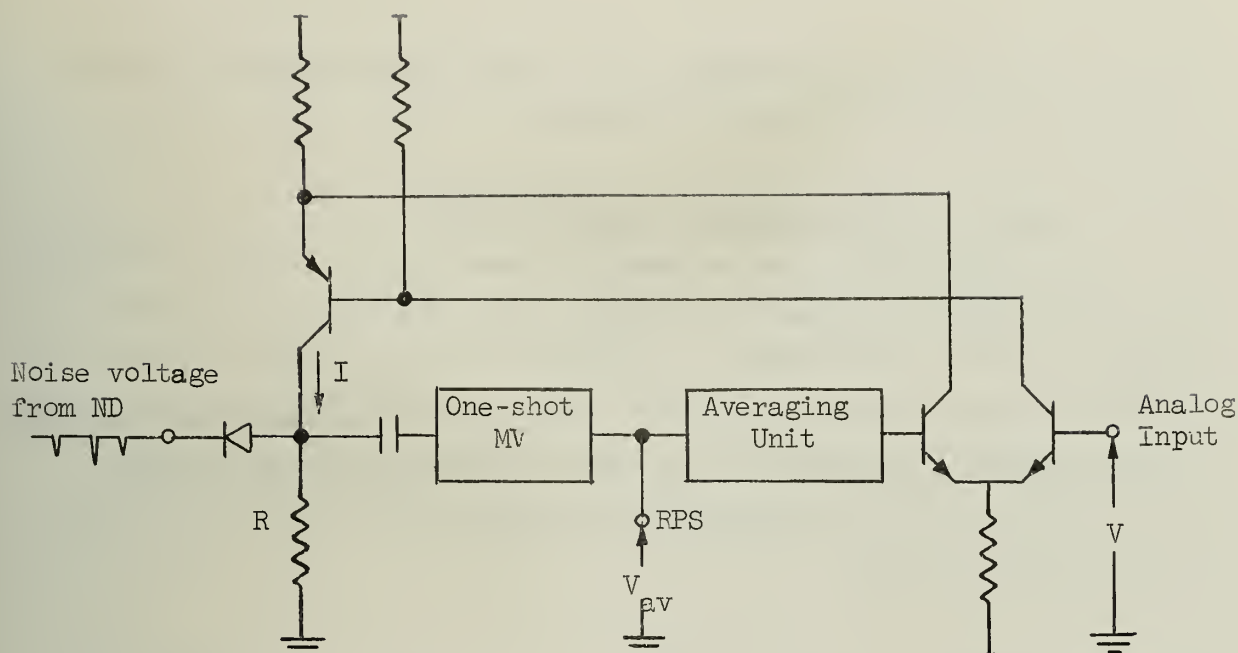 Noise voltage
from ND
I
R
One-shot
MV
RPS
V
av
Averaging
Unit
Analog
Input
V